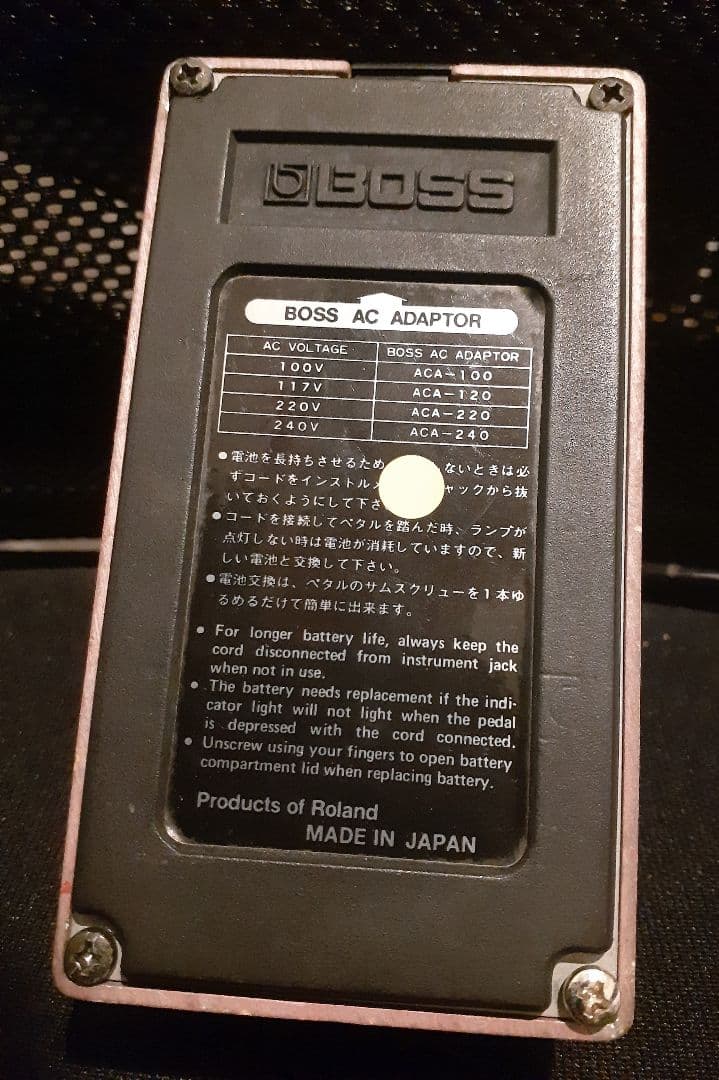 BOSS
BOSS AC ADAPTOR
AC VOLTAGE BOSS AC ADAPTOR
100V ACA-100
117V ACA-120
220V ACA-220
240V ACA-240
●電池を長持ちさせるため ないときは必
ずコードをインストルメ ャックから抜
いておくようにして下さ
●コードを接続してペタルを踏んだ時、ランプが
点灯しない時は電池が消耗していますので、新
しい電池と交換して下さい。
●電池交換は、ペタルのサムスクリューを1本ゆ
るめるだけで簡単に出来ます。
● For longer battery life, always keep the
cord disconnected from instrument jack
when not in use.
● The battery needs replacement if the indi-
cator light will not light when the pedal
is depressed with the cord connected.
● Unscrew using your fingers to open battery
compartment lid when replacing battery.
Products of Roland
MADE IN JAPAN